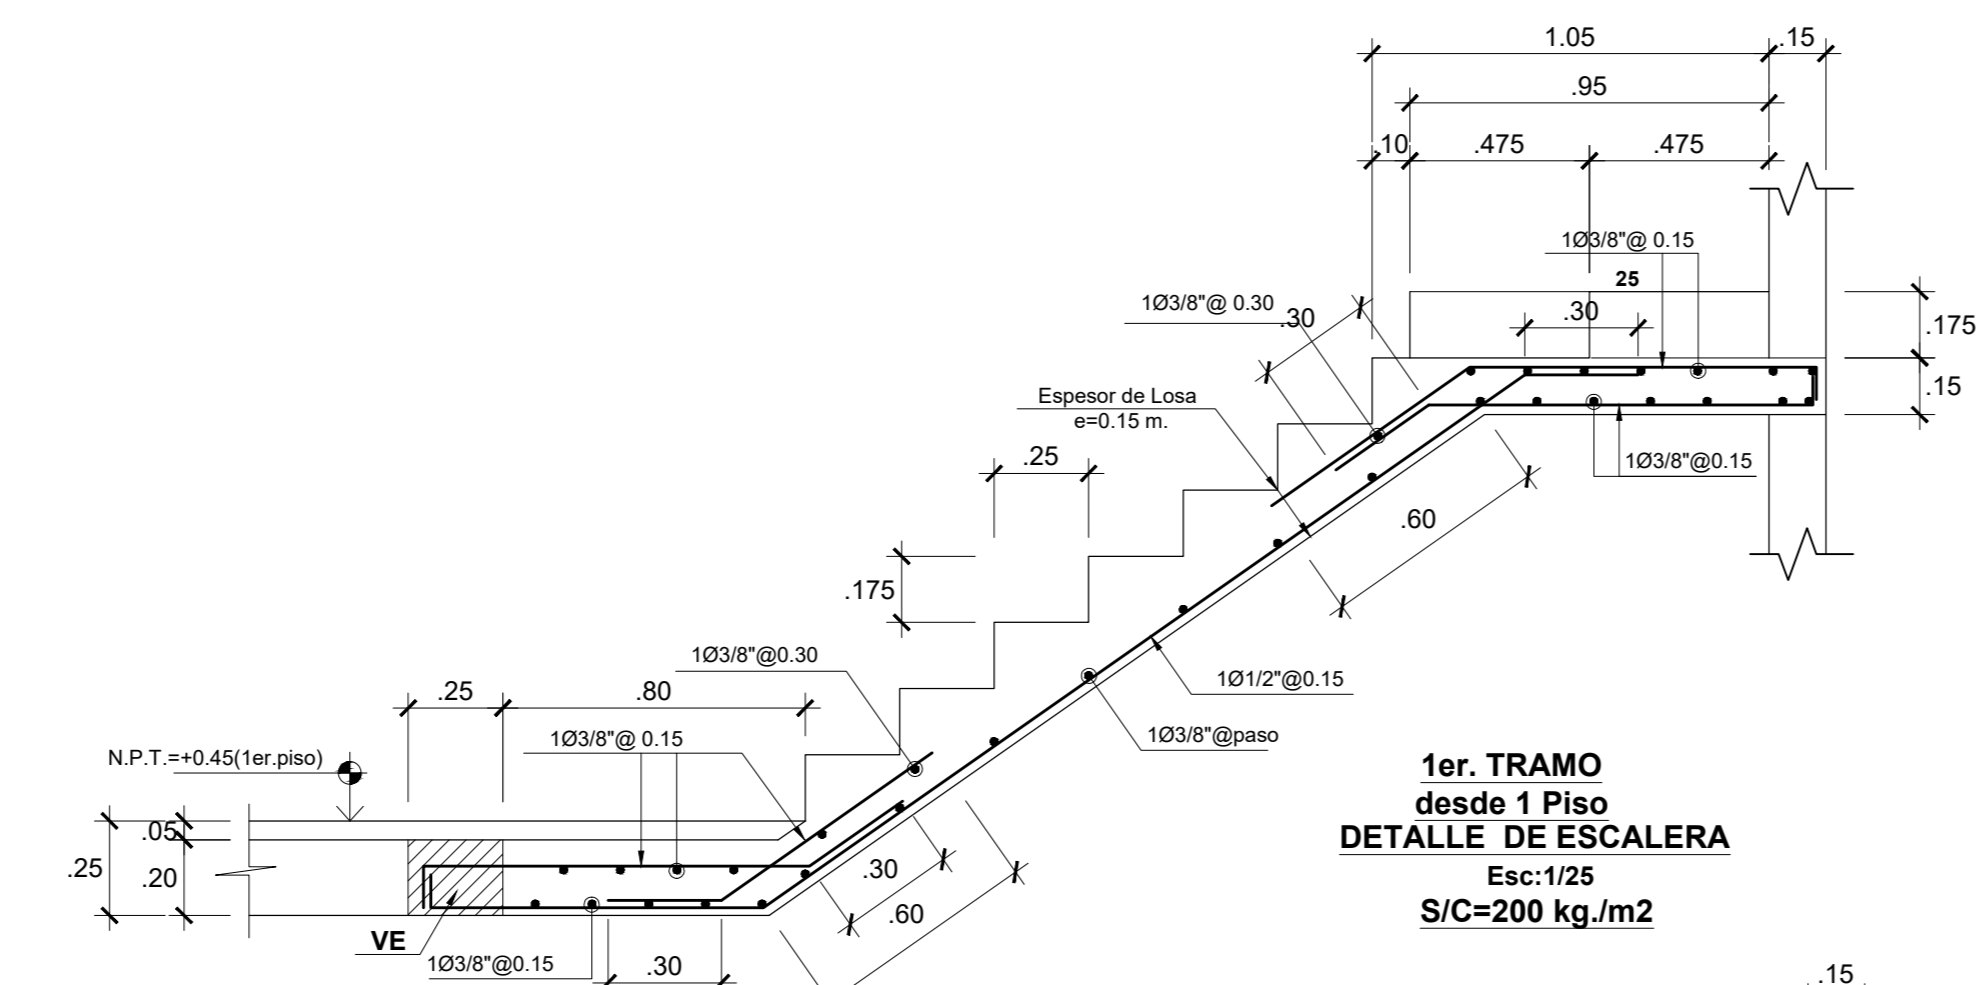 1.05
.15
.95
.10
.475
.475
1Ø3/8"@ 0.15
25
1Ø3/8"@ 0.30
.30
.30
.175
.15
Espesor de Losa
e=0.15 m.
.25
1Ø3/8"@0.15
.60
.175
1Ø3/8"@0.30
1Ø1/2"@0.15
.25
.80
1Ø3/8"@ 0.15
1Ø3/8"@paso
N.P.T.=+0.45(1er.piso)
1er. TRAMO
desde 1 Piso
DETALLE DE ESCALERA
Esc:1/25
S/C=200 kg./m2
.05
.25
.20
.30
.60
VE
1Ø3/8"@0.15
.30
.15